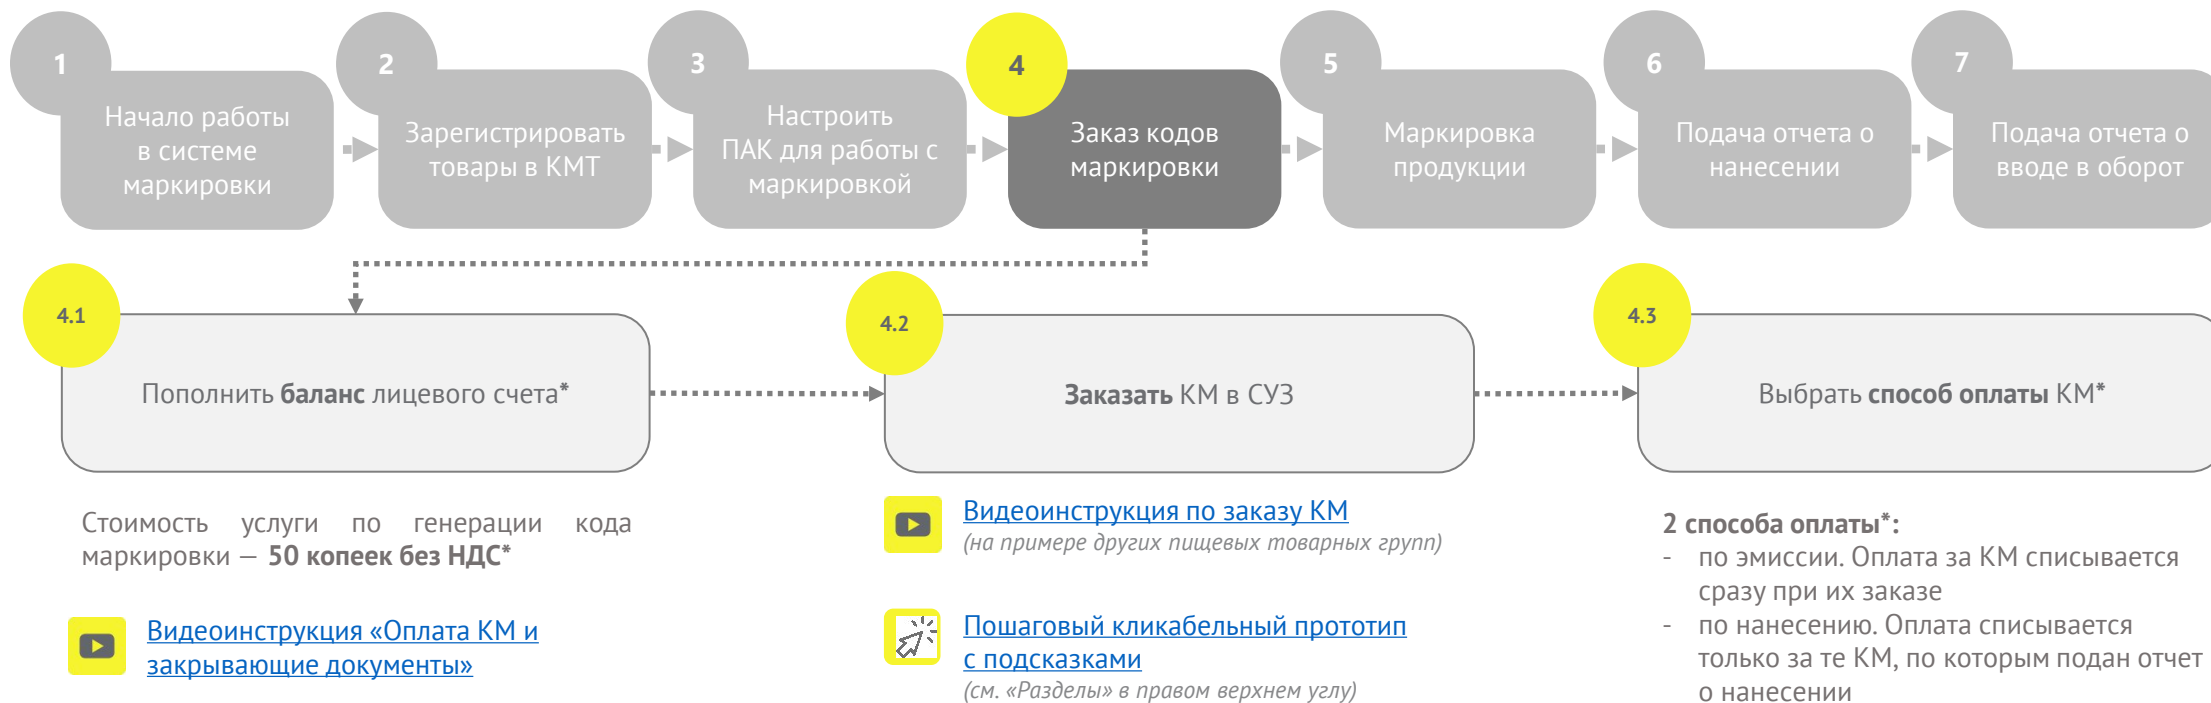 1
Начало работы
в системе
маркировки
2
Зарегистрировать
товары в КМТ
3
Настроить
ПАК для работы с
маркировкой
4
Заказ кодов
маркировки
5
Маркировка
продукции
6
Подача отчета о
нанесении
7
Подача отчета о
вводе в оборот
4.1
Пополнить баланс лицевого счета*
4.2
Заказать КМ в СУЗ
4.3
Выбрать способ оплаты КМ*
Стоимость услуги по генерации кода
маркировки — 50 копеек без НДС*
Видеоинструкция «Оплата КМ и
закрывающие документы»
Видеоинструкция по заказу КМ
(на примере других пищевых товарных групп)
Пошаговый кликабельный прототип
с подсказками
(см. «Разделы» в правом верхнем углу)
2 способа оплаты*:
- по эмиссии. Оплата за КМ списывается
сразу при их заказе
- по нанесению. Оплата списывается
только за те КМ, по которым подан отчет
о нанесении